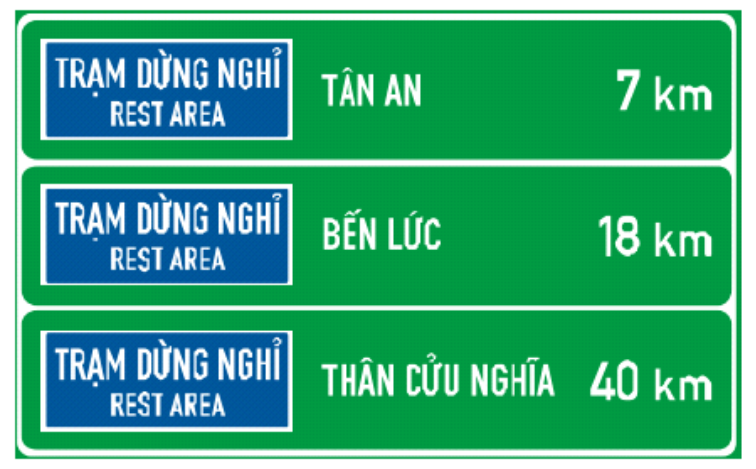 TRẠM DỪNG NGHỈ
REST AREA
TÂN AN 7 km
TRẠM DỪNG NGHỈ
REST AREA
BẾN LỨC 18 km
TRẠM DỪNG NGHỈ
REST AREA
THÂN CỬU NGHĨA 40 km